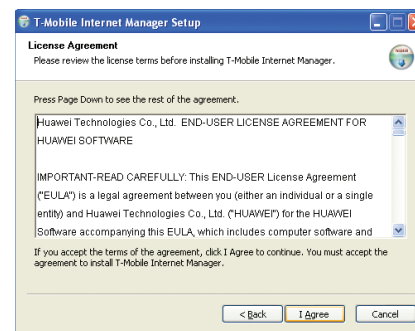 T-Mobile Internet Manager Setup
License Agreement
Please review the license terms before installing T-Mobile Internet Manager.
Press Page Down to see the rest of the agreement.
Huawei Technologies Co., Ltd. END-USER LICENSE AGREEMENT FOR
HUAWEI SOFTWARE
IMPORTANT-READ CAREFULLY: This END-USER License Agreement
("EULA") is a legal agreement between you (either an individual or a single
entity) and Huawei Technologies Co., Ltd. ("HUAWEI") for the HUAWEI
Software accompanying this EULA, which includes computer software and
If you accept the terms of the agreement, click I Agree to continue. You must accept the
agreement to install T-Mobile Internet Manager.
< Back
I Agree
Cancel